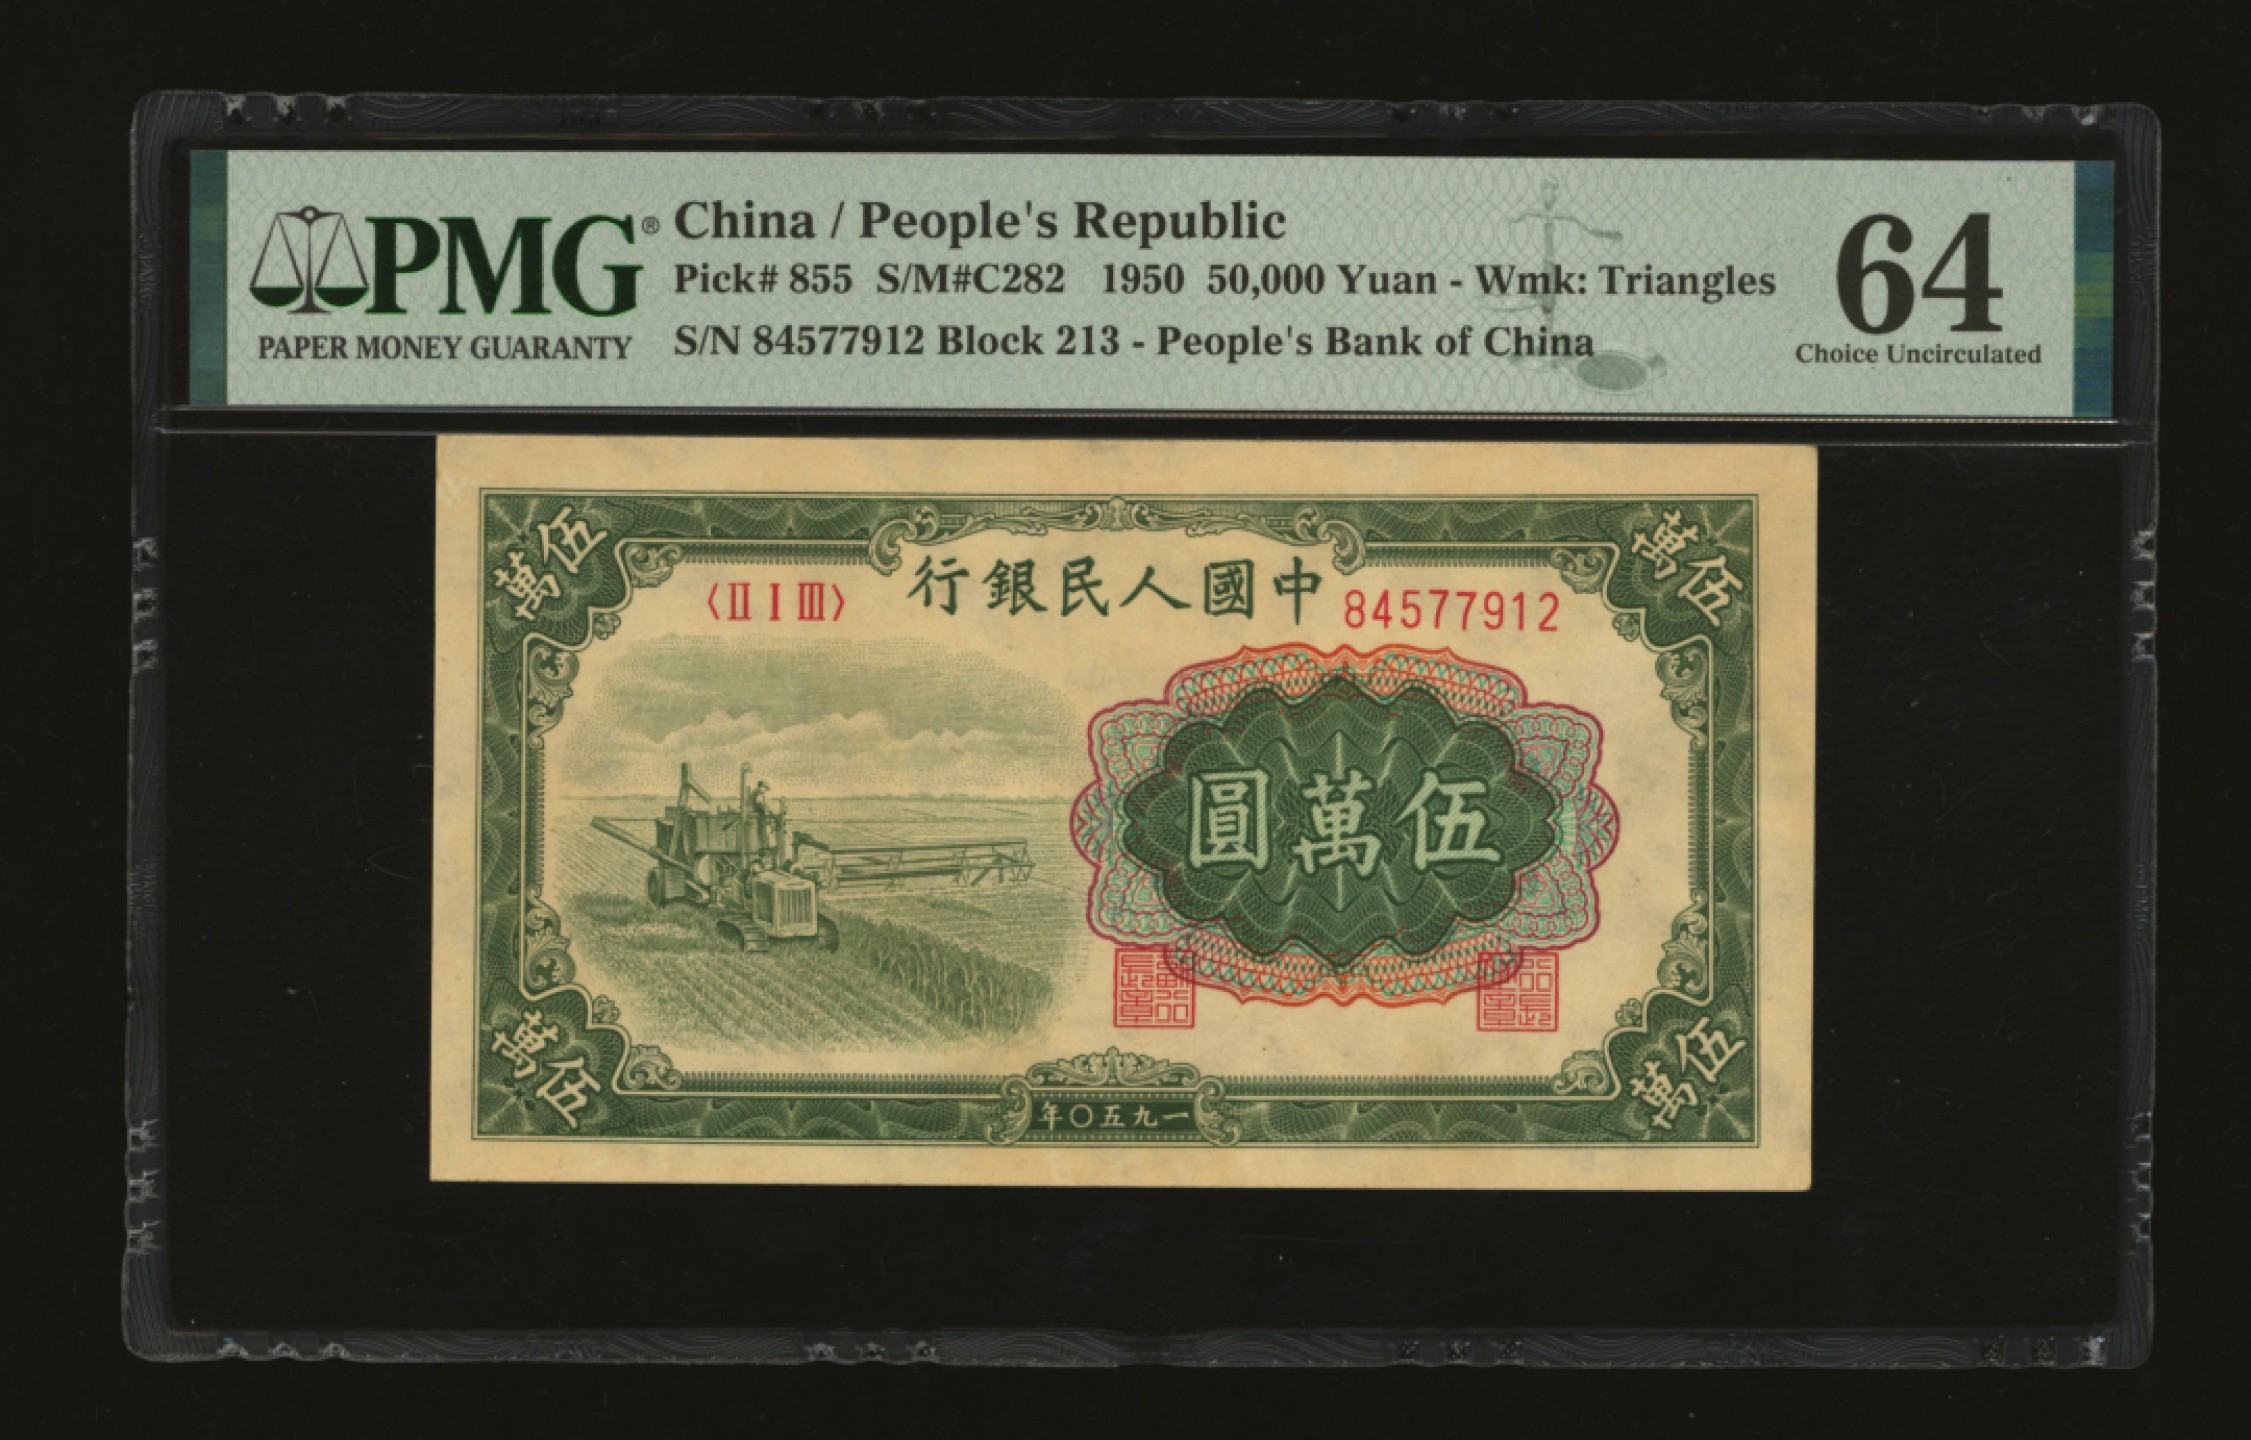 PMG®
PAPER MONEY GUARANTY
China / People's Republic
Pick# 855 S/M#C282 1950 50,000 Yuan - Wmk: Triangles
S/N 84577912 Block 213 - People's Bank of China
64
Choice Uncirculated
伍萬
伍萬
〈II I III〉
中國人民銀行
84577912
伍萬圓
伍萬
一九五〇年
伍萬